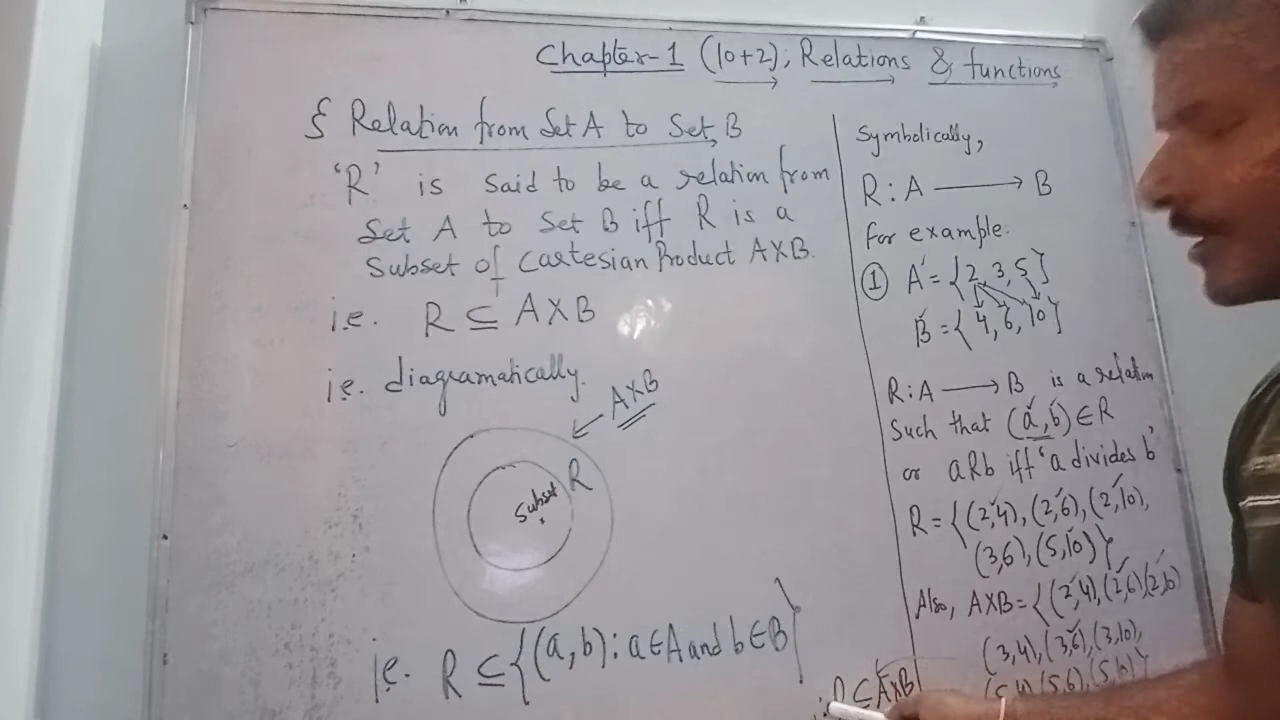 Chapter-1 (10+2); Relations & functions
§ Relation from Set A to Set B
'R' is said to be a relation from
Set A to Set B iff R is a
Subset of Cartesian Product A×B.
i.e. R ⊆ A×B
i.e. diagramatically.
A×B
R
Subset
i.e. R ⊆ {(a, b) : a∈A and b∈B}
Symbolically,
R : A ⟶ B
for example.
① A = {2, 3, 5}
B = {4, 6, 10}
R : A ⟶ B is a relation
Such that (a, b) ∈ R
or aRb iff 'a divides b'
R = {(2,4), (2,6), (2,10),
(3,6), (5,10)}
Also, A×B = {(2,4), (2,6)(2,10)
(3,4), (3,6), (3,10),
(5,4), (5,6), (5,10)}
∴ R ⊆ A×B